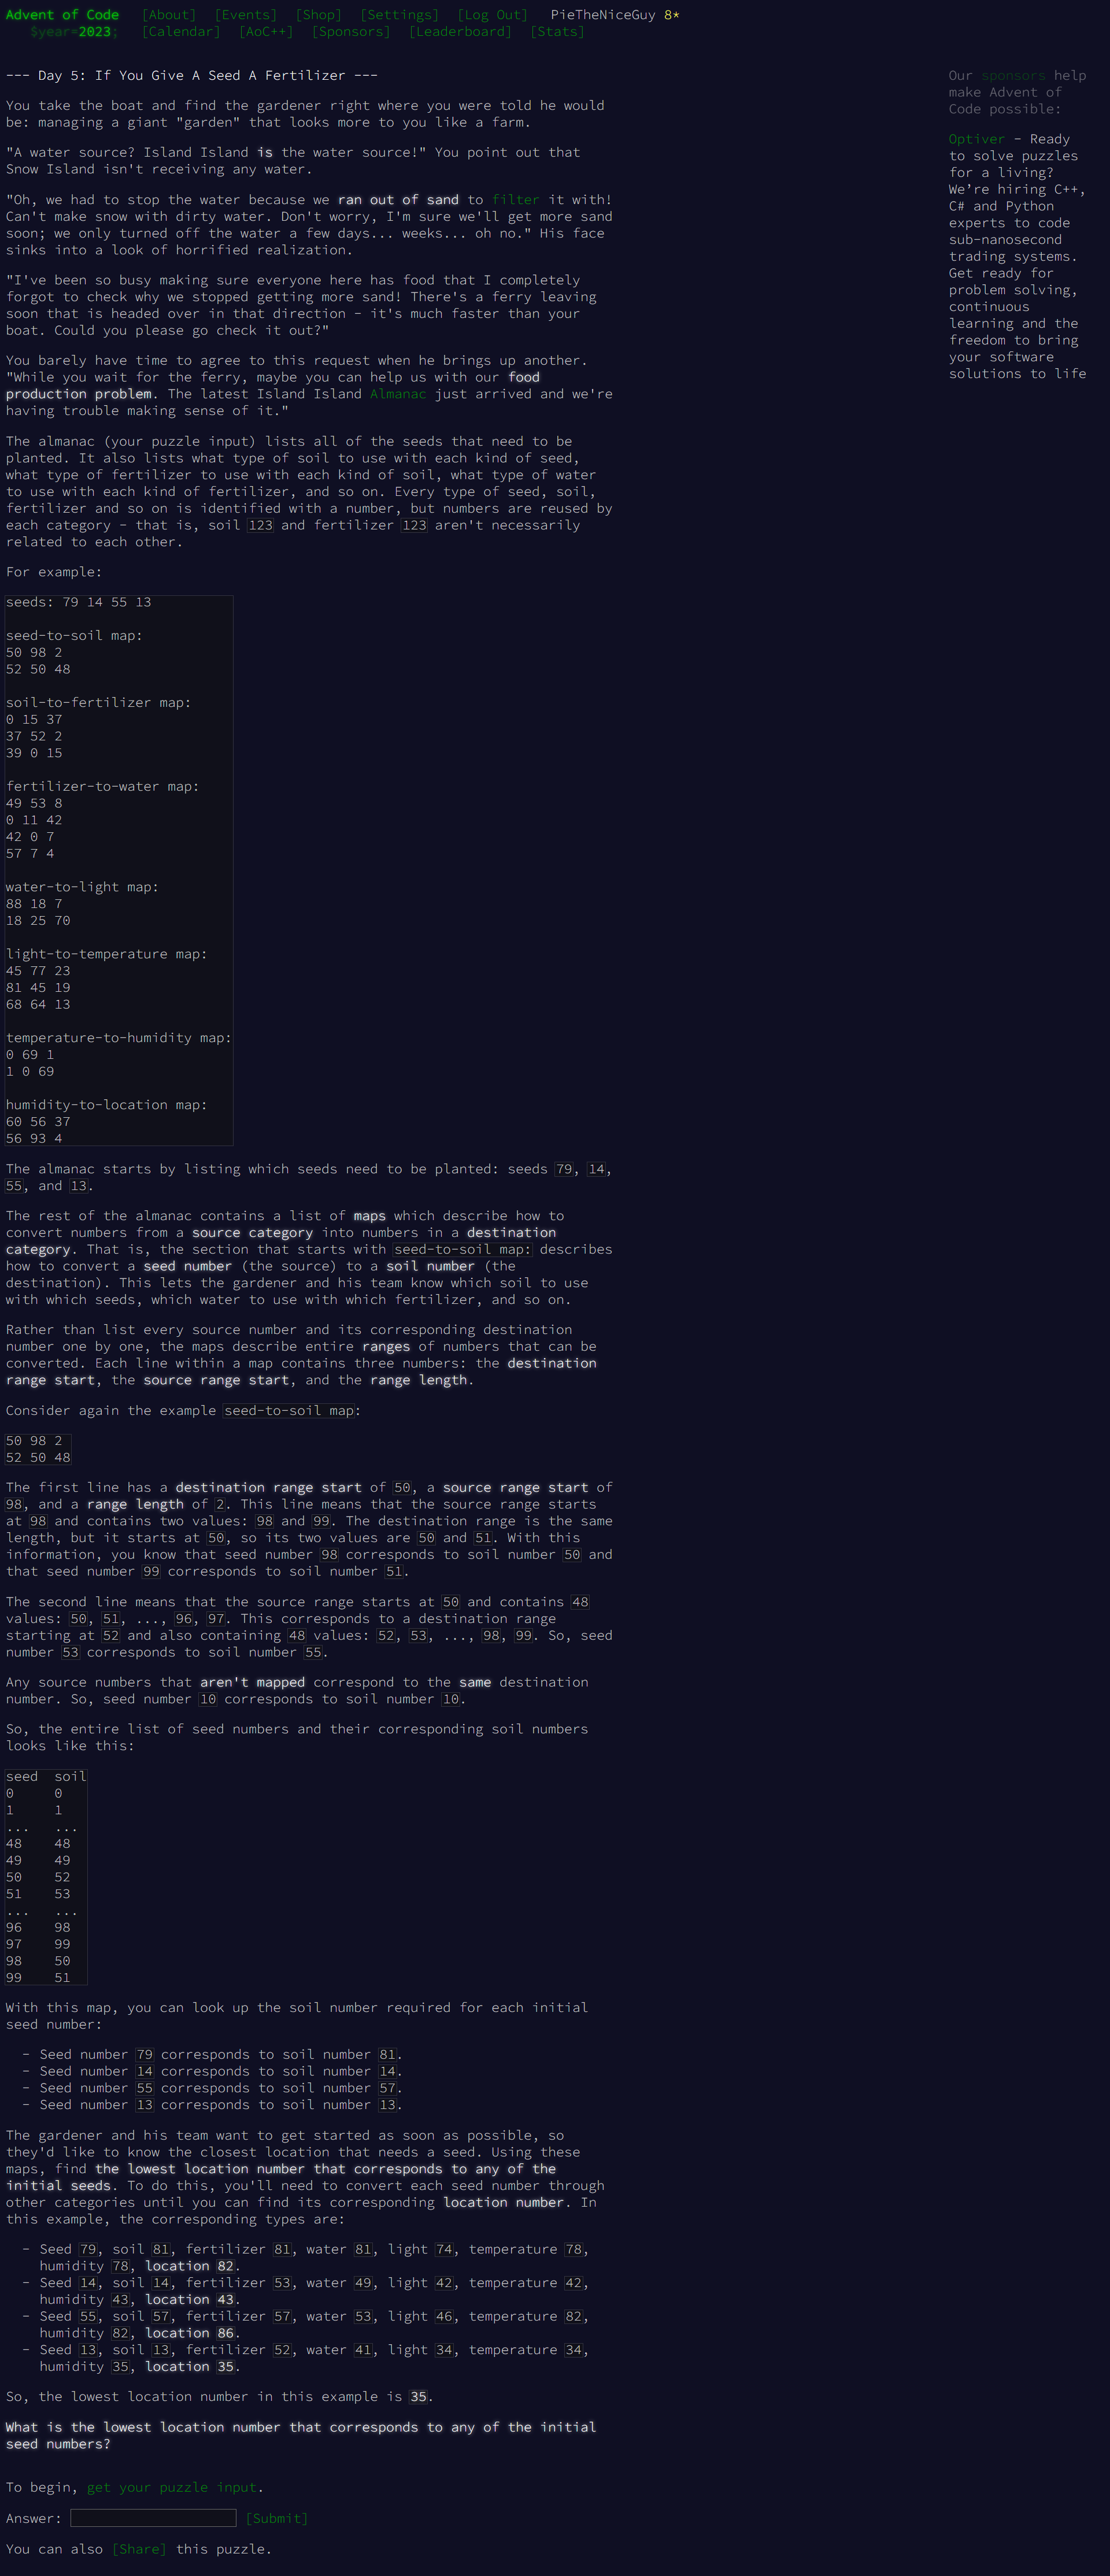 Advent of Code [About] [Events] [Shop] [Settings] [Log Out] PieTheNiceGuy 8*
$year=2023; [Calendar] [AoC++] [Sponsors] [Leaderboard] [Stats]
--- Day 5: If You Give A Seed A Fertilizer ---
You take the boat and find the gardener right where you were told he would
be: managing a giant "garden" that looks more to you like a farm.
"A water source? Island Island is the water source!" You point out that
Snow Island isn't receiving any water.
"Oh, we had to stop the water because we ran out of sand to filter it with!
Can't make snow with dirty water. Don't worry, I'm sure we'll get more sand
soon; we only turned off the water a few days... weeks... oh no." His face
sinks into a look of horrified realization.
"I've been so busy making sure everyone here has food that I completely
forgot to check why we stopped getting more sand! There's a ferry leaving
soon that is headed over in that direction - it's much faster than your
boat. Could you please go check it out?"
You barely have time to agree to this request when he brings up another.
"While you wait for the ferry, maybe you can help us with our food
production problem. The latest Island Island Almanac just arrived and we're
having trouble making sense of it."
The almanac (your puzzle input) lists all of the seeds that need to be
planted. It also lists what type of soil to use with each kind of seed,
what type of fertilizer to use with each kind of soil, what type of water
to use with each kind of fertilizer, and so on. Every type of seed, soil,
fertilizer and so on is identified with a number, but numbers are reused by
each category - that is, soil 123 and fertilizer 123 aren't necessarily
related to each other.
For example:
seeds: 79 14 55 13
seed-to-soil map:
50 98 2
52 50 48
soil-to-fertilizer map:
0 15 37
37 52 2
39 0 15
fertilizer-to-water map:
49 53 8
0 11 42
42 0 7
57 7 4
water-to-light map:
88 18 7
18 25 70
light-to-temperature map:
45 77 23
81 45 19
68 64 13
temperature-to-humidity map:
0 69 1
1 0 69
humidity-to-location map:
60 56 37
56 93 4
The almanac starts by listing which seeds need to be planted: seeds 79, 14,
55, and 13.
The rest of the almanac contains a list of maps which describe how to
convert numbers from a source category into numbers in a destination
category. That is, the section that starts with seed-to-soil map: describes
how to convert a seed number (the source) to a soil number (the
destination). This lets the gardener and his team know which soil to use
with which seeds, which water to use with which fertilizer, and so on.
Rather than list every source number and its corresponding destination
number one by one, the maps describe entire ranges of numbers that can be
converted. Each line within a map contains three numbers: the destination
range start, the source range start, and the range length.
Consider again the example seed-to-soil map:
50 98 2
52 50 48
The first line has a destination range start of 50, a source range start of
98, and a range length of 2. This line means that the source range starts
at 98 and contains two values: 98 and 99. The destination range is the same
length, but it starts at 50, so its two values are 50 and 51. With this
information, you know that seed number 98 corresponds to soil number 50 and
that seed number 99 corresponds to soil number 51.
The second line means that the source range starts at 50 and contains 48
values: 50, 51, ..., 96, 97. This corresponds to a destination range
starting at 52 and also containing 48 values: 52, 53, ..., 98, 99. So, seed
number 53 corresponds to soil number 55.
Any source numbers that aren't mapped correspond to the same destination
number. So, seed number 10 corresponds to soil number 10.
So, the entire list of seed numbers and their corresponding soil numbers
looks like this:
seed soil
0 0
1 1
... ...
48 48
49 49
50 52
51 53
... ...
96 98
97 99
98 50
99 51
With this map, you can look up the soil number required for each initial
seed number:
- Seed number 79 corresponds to soil number 81.
- Seed number 14 corresponds to soil number 14.
- Seed number 55 corresponds to soil number 57.
- Seed number 13 corresponds to soil number 13.
The gardener and his team want to get started as soon as possible, so
they'd like to know the closest location that needs a seed. Using these
maps, find the lowest location number that corresponds to any of the
initial seeds. To do this, you'll need to convert each seed number through
other categories until you can find its corresponding location number. In
this example, the corresponding types are:
- Seed 79, soil 81, fertilizer 81, water 81, light 74, temperature 78,
humidity 78, location 82.
- Seed 14, soil 14, fertilizer 53, water 49, light 42, temperature 42,
humidity 43, location 43.
- Seed 55, soil 57, fertilizer 57, water 53, light 46, temperature 82,
humidity 82, location 86.
- Seed 13, soil 13, fertilizer 52, water 41, light 34, temperature 34,
humidity 35, location 35.
So, the lowest location number in this example is 35.
What is the lowest location number that corresponds to any of the initial
seed numbers?
To begin, get your puzzle input.
Answer: [Submit]
You can also [Share] this puzzle.
Our sponsors help
make Advent of
Code possible:
Optiver - Ready
to solve puzzles
for a living?
We’re hiring C++,
C# and Python
experts to code
sub-nanosecond
trading systems.
Get ready for
problem solving,
continuous
learning and the
freedom to bring
your software
solutions to life